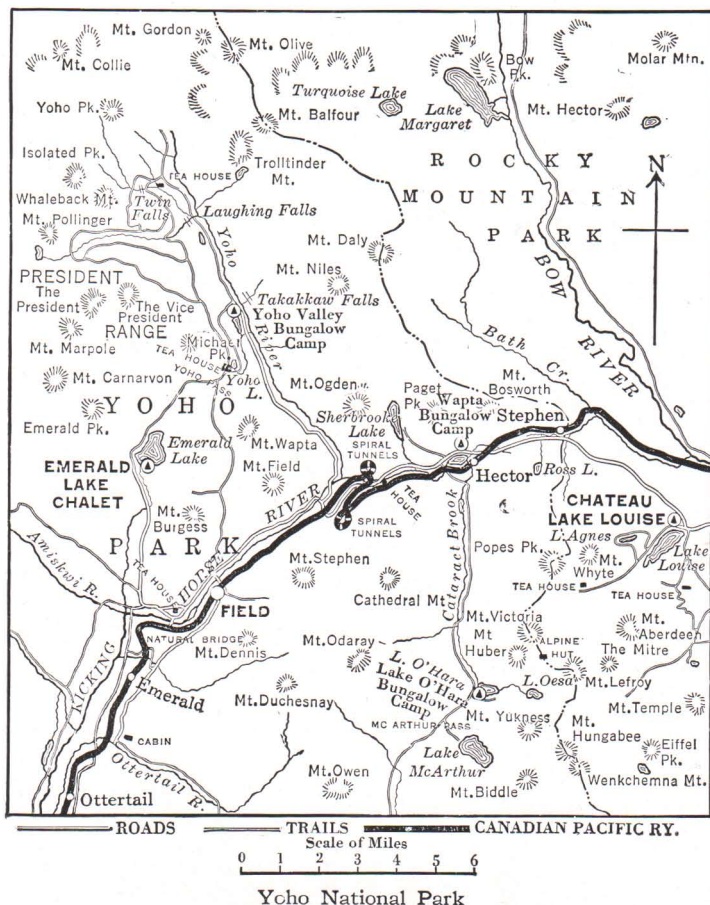 Mt. Gordon
Mt. Olive
Mt. Collie
Bow
Pk.
Molar Mtn.
Turquoise Lake
Lake
Margaret
Yoho Pk.
Mt. Balfour
Mt. Hector
Isolated Pk.
TEA HOUSE
Trolltinder
Mt.
ROCKY
MOUNTAIN
PARK
N
Whaleback Mt.
Twin
Falls
Laughing Falls
Mt. Pollinger
Yoho
River
Mt. Daly
BOW
RIVER
PRESIDENT
RANGE
The
President
The Vice
President
Mt. Niles
Takakkaw Falls
Yoho Valley
Bungalow
Camp
Mt. Marpole
Michael
Pk.
TEA HOUSE
YOHO PASS
Yoho
L.
Bath Cr.
Mt. Carnarvon
Mt. Ogden
Paget
Pk.
Wapta
Bungalow
Camp
Mt.
Bosworth
Stephen
YOHO
PARK
Emerald Pk.
Sherbrooke
Lake
Emerald
Lake
Mt. Wapta
SPIRAL
TUNNELS
EMERALD
LAKE
CHALET
Mt. Field
Hector
Ross L.
TEA HOUSE
SPIRAL
TUNNELS
CHATEAU
LAKE LOUISE
L. Agnes
Lake
Louise
Mt.
Burgess
Amiskwi R.
TEA HOUSE
KICKING
HORSE
RIVER
Mt. Stephen
Cathedral Mt.
Cataract Brook
Popes Pk.
Mt.
Whyte
TEA HOUSE
TEA HOUSE
FIELD
NATURAL BRIDGE
Mt. Dennis
Mt. Odaray
Mt. Victoria
Mt
Huber
ALPINE
HUT
Mt.
Aberdeen
The Mitre
L. O'Hara
Lake O'Hara
Bungalow
Camp
L. Oesa
Mt. Lefroy
Emerald
Mt. Duchesnay
MC ARTHUR PASS
Mt. Yukness
Mt. Temple
Mt.
Hungabee
CABIN
Ottertail R.
Lake
McArthur
Eiffel
Pk.
Mt. Owen
Mt. Biddle
Wenkchemna Mt.
Ottertail
ROADS TRAILS CANADIAN PACIFIC RY.
Scale of Miles
0 1 2 3 4 5 6
Yoho National Park